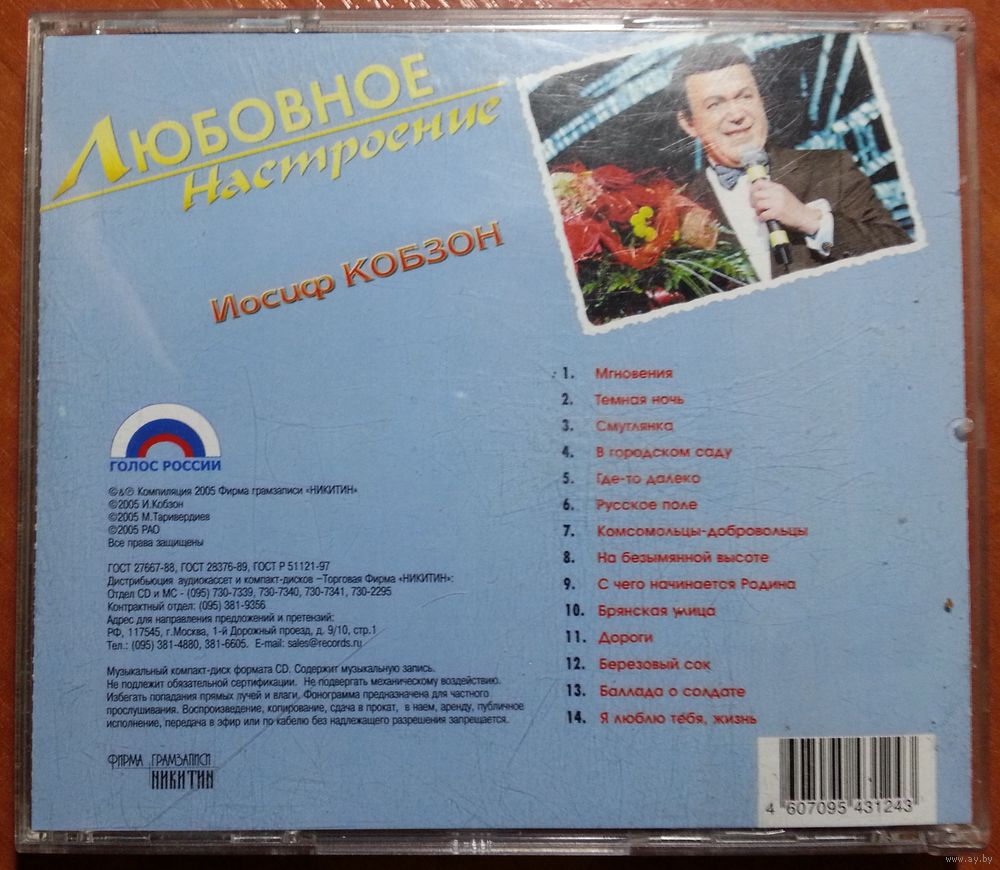 ЛЮБОВНОЕ
Настроение
Иосиф КОБЗОН
1. Мгновения
2. Темная ночь
3. Смуглянка
4. В городском саду
5. Где-то далеко
6. Русское поле
7. Комсомольцы-добровольцы
8. На безымянной высоте
9. С чего начинается Родина
10. Брянская улица
11. Дороги
12. Березовый сок
13. Баллада о солдате
14. Я люблю тебя, жизнь
ГОЛОС РОССИИ
©&℗ Компиляция 2005 Фирма грамзаписи «НИКИТИН»
©2005 И.Кобзон
©2005 М.Таривердиев
©2005 РАО
Все права защищены
ГОСТ 27667-88, ГОСТ 28376-89, ГОСТ Р 51121-97
Дистрибьюция аудиокассет и компакт-дисков –Торговая Фирма «НИКИТИН»:
Отдел CD и МС - (095) 730-7339, 730-7340, 730-7341, 730-2295
Контрактный отдел: (095) 381-9356
Адрес для направления предложений и претензий:
РФ, 117545, г.Москва, 1-й Дорожный проезд, д. 9/10, стр.1
Тел.: (095) 381-4880, 381-6605. E-mail: sales@records.ru
Музыкальный компакт-диск формата CD. Содержит музыкальную запись.
Не подлежит обязательной сертификации. Не подвергать механическому воздействию.
Избегать попадания прямых лучей и влаги. Фонограмма предназначена для частного
прослушивания. Воспроизведение, копирование, сдача в прокат, в наем, аренду, публичное
исполнение, передача в эфир или по кабелю без надлежащего разрешения запрещается.
ФИРМА ГРАМЗАПИСИ
НИКИТИН
4 607095 431243
www.ay.by